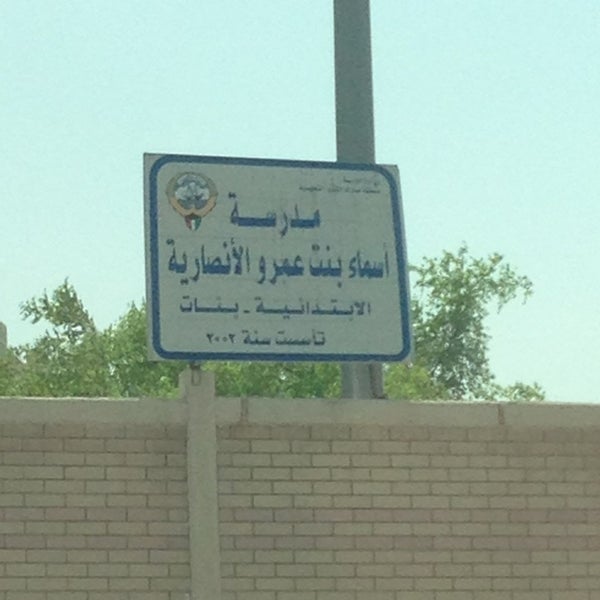 مدرسة
أسماء بنت عمرو الأنصارية
الابتدائية - بنات
تأسست سنة ٢٠٠٢